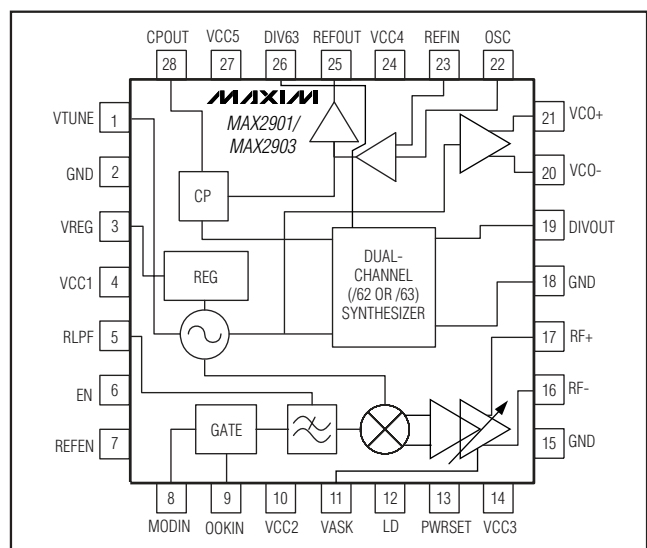 CPOUT VCC5 DIV63 REFOUT VCC4 REFIN OSC
28 27 26 25 24 23 22
MAXIM
MAX2901/
MAX2903
VTUNE 1
GND 2
VREG 3
VCC1 4
RLPF 5
EN 6
REFEN 7
21 VCO+
20 VCO-
19 DIVOUT
18 GND
17 RF+
16 RF-
15 GND
CP
REG
DUAL-
CHANNEL
(/62 OR /63)
SYNTHESIZER
GATE
8 9 10 11 12 13 14
MODIN OOKIN VCC2 VASK LD PWRSET VCC3